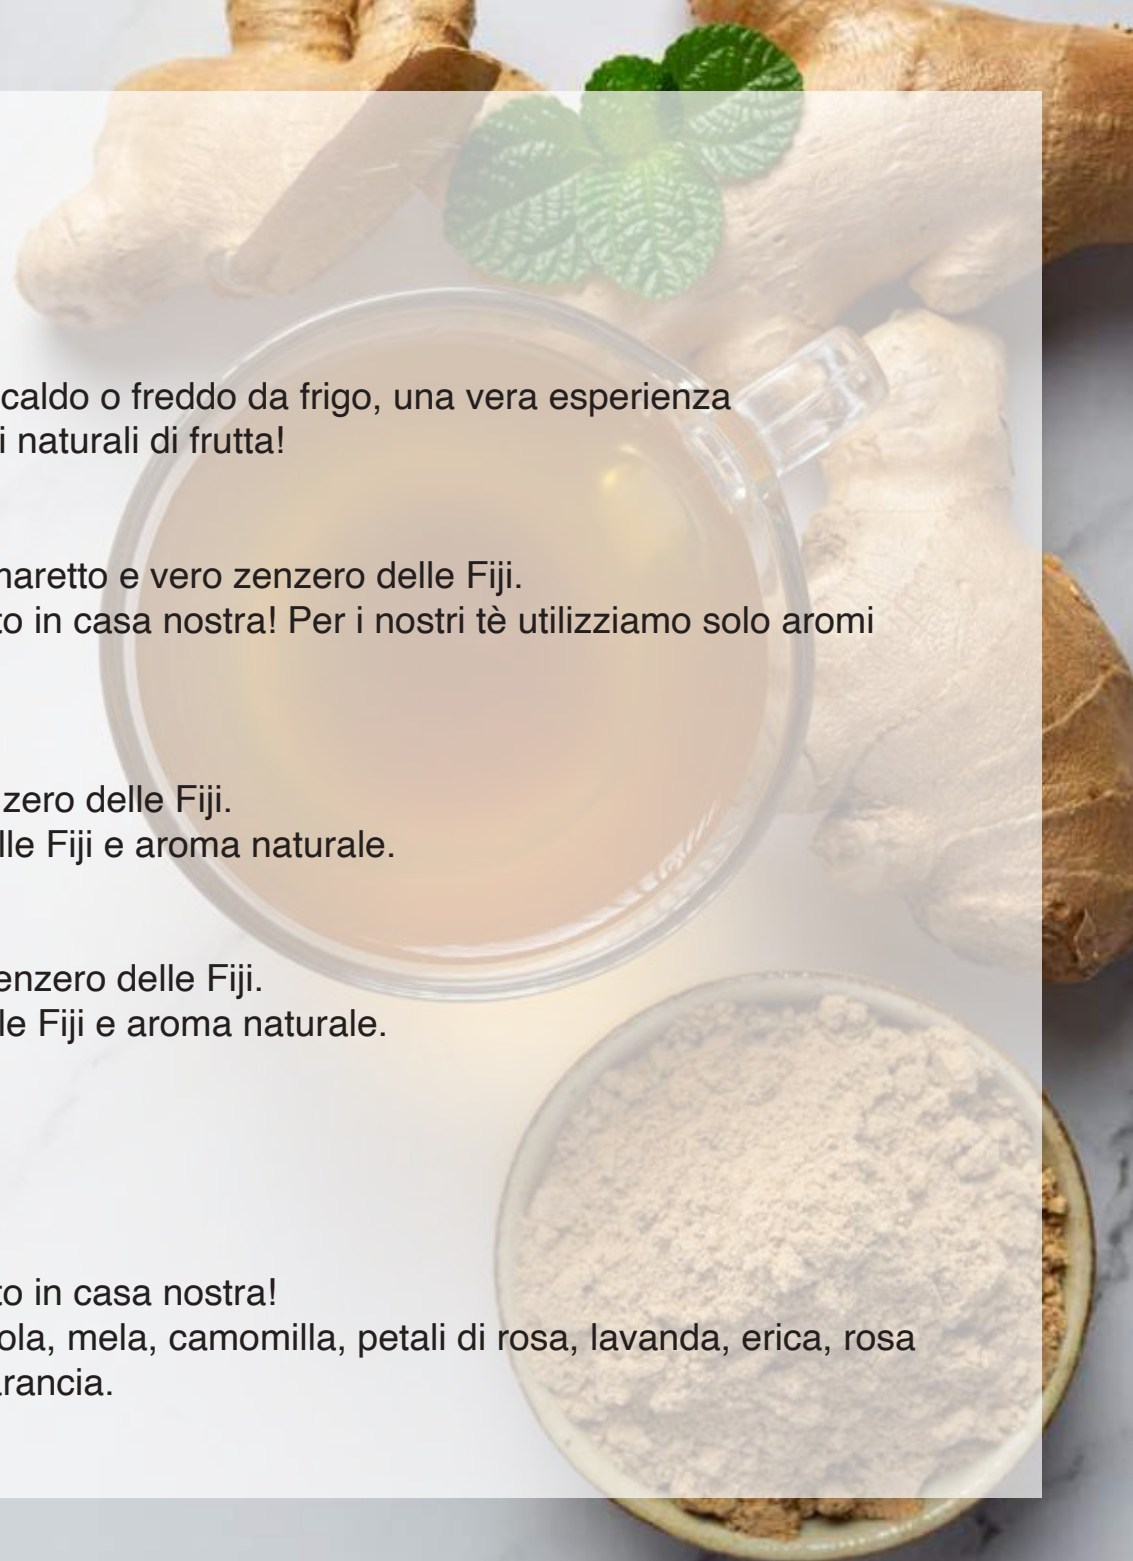 caldo o freddo da frigo, una vera esperienza
i naturali di frutta!
naretto e vero zenzero delle Fiji.
to in casa nostra! Per i nostri tè utilizziamo solo aromi
zero delle Fiji.
lle Fiji e aroma naturale.
enzero delle Fiji.
le Fiji e aroma naturale.
to in casa nostra!
ola, mela, camomilla, petali di rosa, lavanda, erica, rosa
arancia.